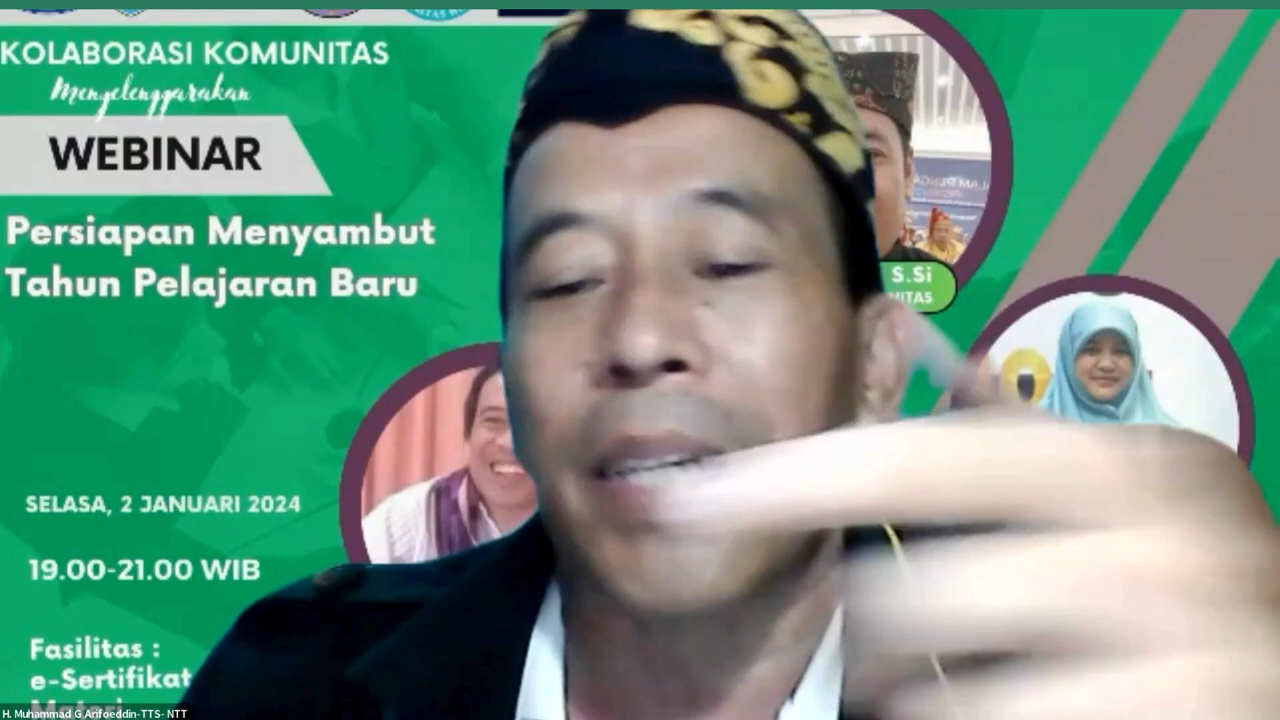 KOLABORASI KOMUNITAS
Menyelenggarakan
WEBINAR
Persiapan Menyambut
Tahun Pelajaran Baru
S.Si
NITAS
SELASA, 2 JANUARI 2024
19.00-21.00 WIB
Fasilitas :
e-Sertifikat
Materi
H. Muhammad G Arifoeddin-TTS- NTT